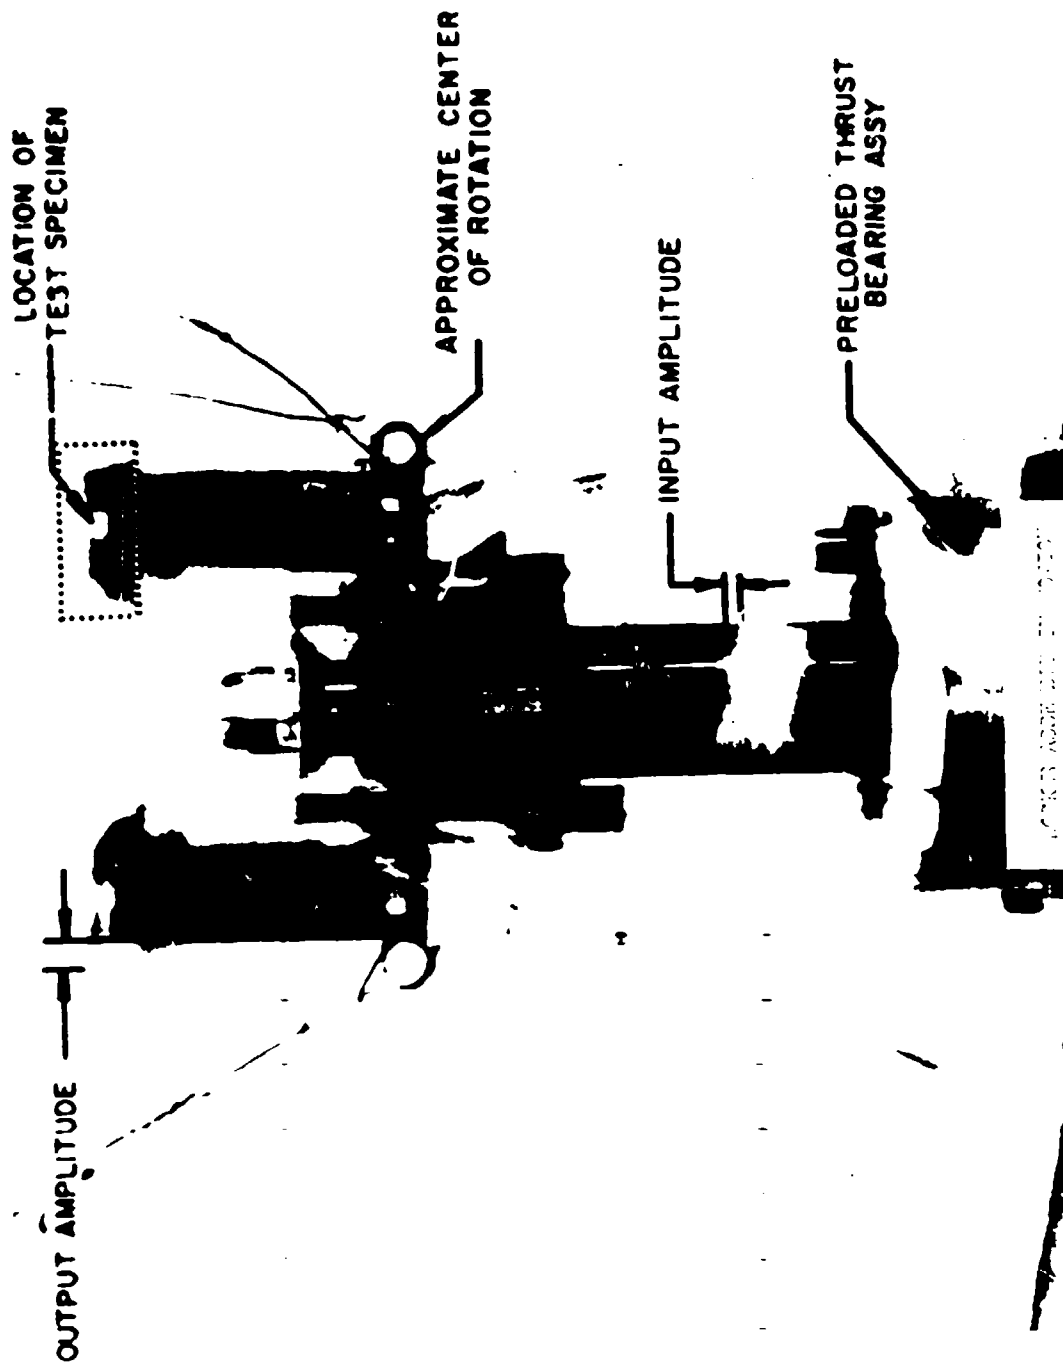 LOCATION OF
TEST SPECIMEN
OUTPUT AMPLITUDE
APPROXIMATE CENTER
OF ROTATION
INPUT AMPLITUDE
PRELOADED THRUST
BEARING ASSY